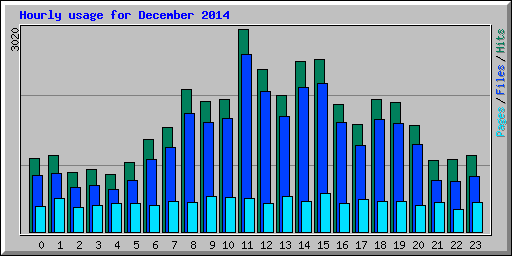 Hourly usage for December 2014
3020
Pages/Files/Hits
0 1 2 3 4 5 6 7 8 9 10 11 12 13 14 15 16 17 18 19 20 21 22 23